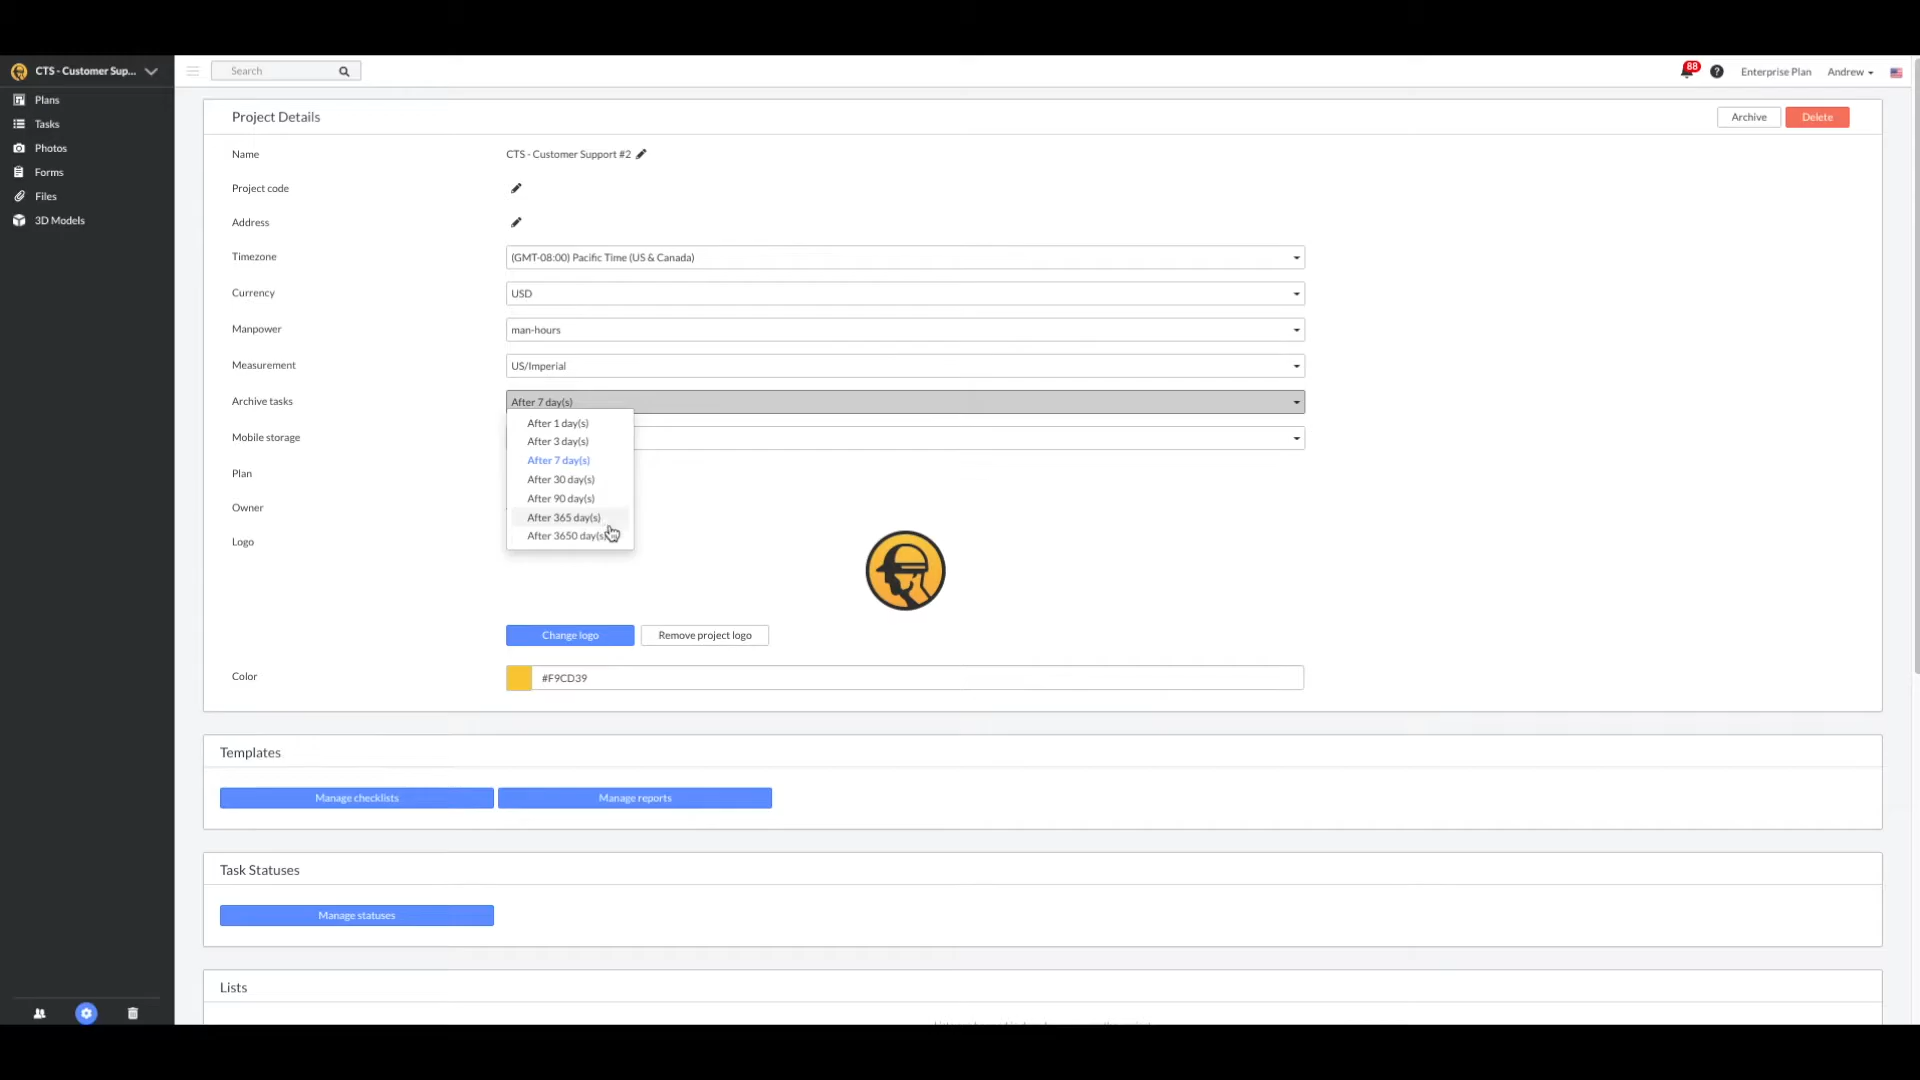 CTS - Customer Sup...
Search
88
Enterprise Plan
Andrew
Plans
Tasks
Photos
Forms
Files
3D Models
Project Details
Archive
Delete
Name
CTS - Customer Support #2
Project code
Address
Timezone
(GMT-08:00) Pacific Time (US & Canada)
Currency
USD
Manpower
man-hours
Measurement
US/Imperial
Archive tasks
After 7 day(s)
After 1 day(s)
After 3 day(s)
After 7 day(s)
After 30 day(s)
After 90 day(s)
After 365 day(s)
After 3650 day(s)
Mobile storage
Plan
Owner
Logo
Change logo
Remove project logo
Color
#F9CD39
Templates
Manage checklists
Manage reports
Task Statuses
Manage statuses
Lists